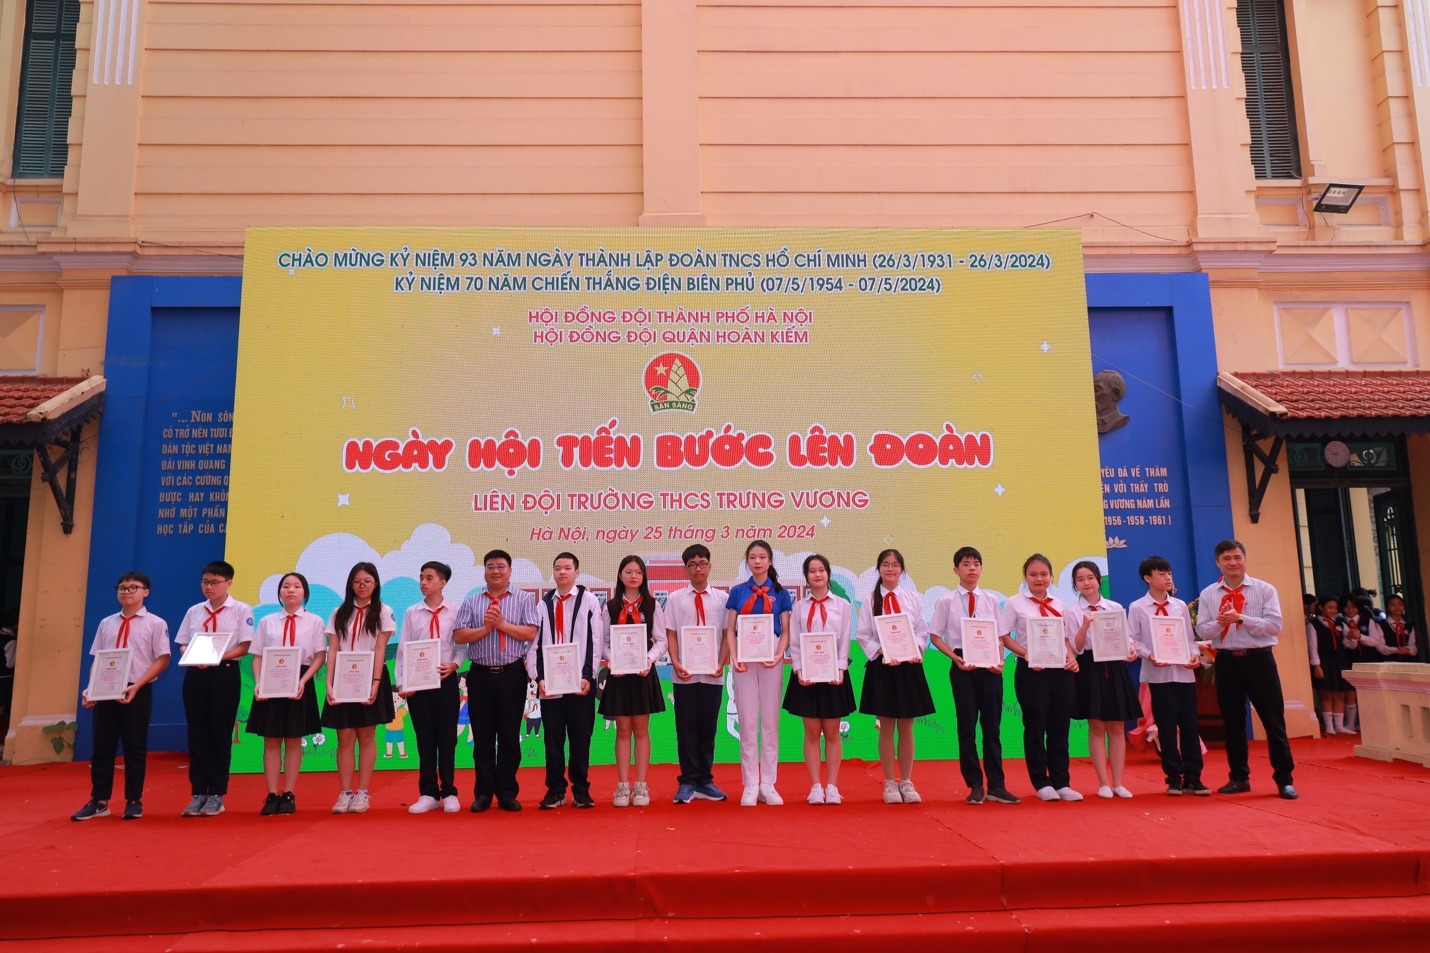 CHÀO MỪNG KỶ NIỆM 93 NĂM NGÀY THÀNH LẬP ĐOÀN TNCS HỒ CHÍ MINH (26/3/1931 - 26/3/2024)
KỶ NIỆM 70 NĂM CHIẾN THẮNG ĐIỆN BIÊN PHỦ (07/5/1954 - 07/5/2024)
HỘI ĐỒNG ĐỘI THÀNH PHỐ HÀ NỘI
HỘI ĐỒNG ĐỘI QUẬN HOÀN KIẾM
SẴN SÀNG
NGÀY HỘI TIẾN BƯỚC LÊN ĐOÀN
LIÊN ĐỘI TRƯỜNG THCS TRƯNG VƯƠNG
Hà Nội, ngày 25 tháng 3 năm 2024
“... NON SÔN
CÓ TRỞ NÊN TƯƠI Đ
DÂN TỘC VIỆT NAM
ĐÀI VINH QUANG
VỚI CÁC CƯỜNG QU
ĐƯỢC HAY KHÔN
NHỜ MỘT PHẦN
HỌC TẬP CỦA C
YÊU ĐÃ VỀ THĂM
ỆN VỚI THẦY TRÒ
G VƯƠNG NĂM LẦN
1956 - 1958 - 1961 )